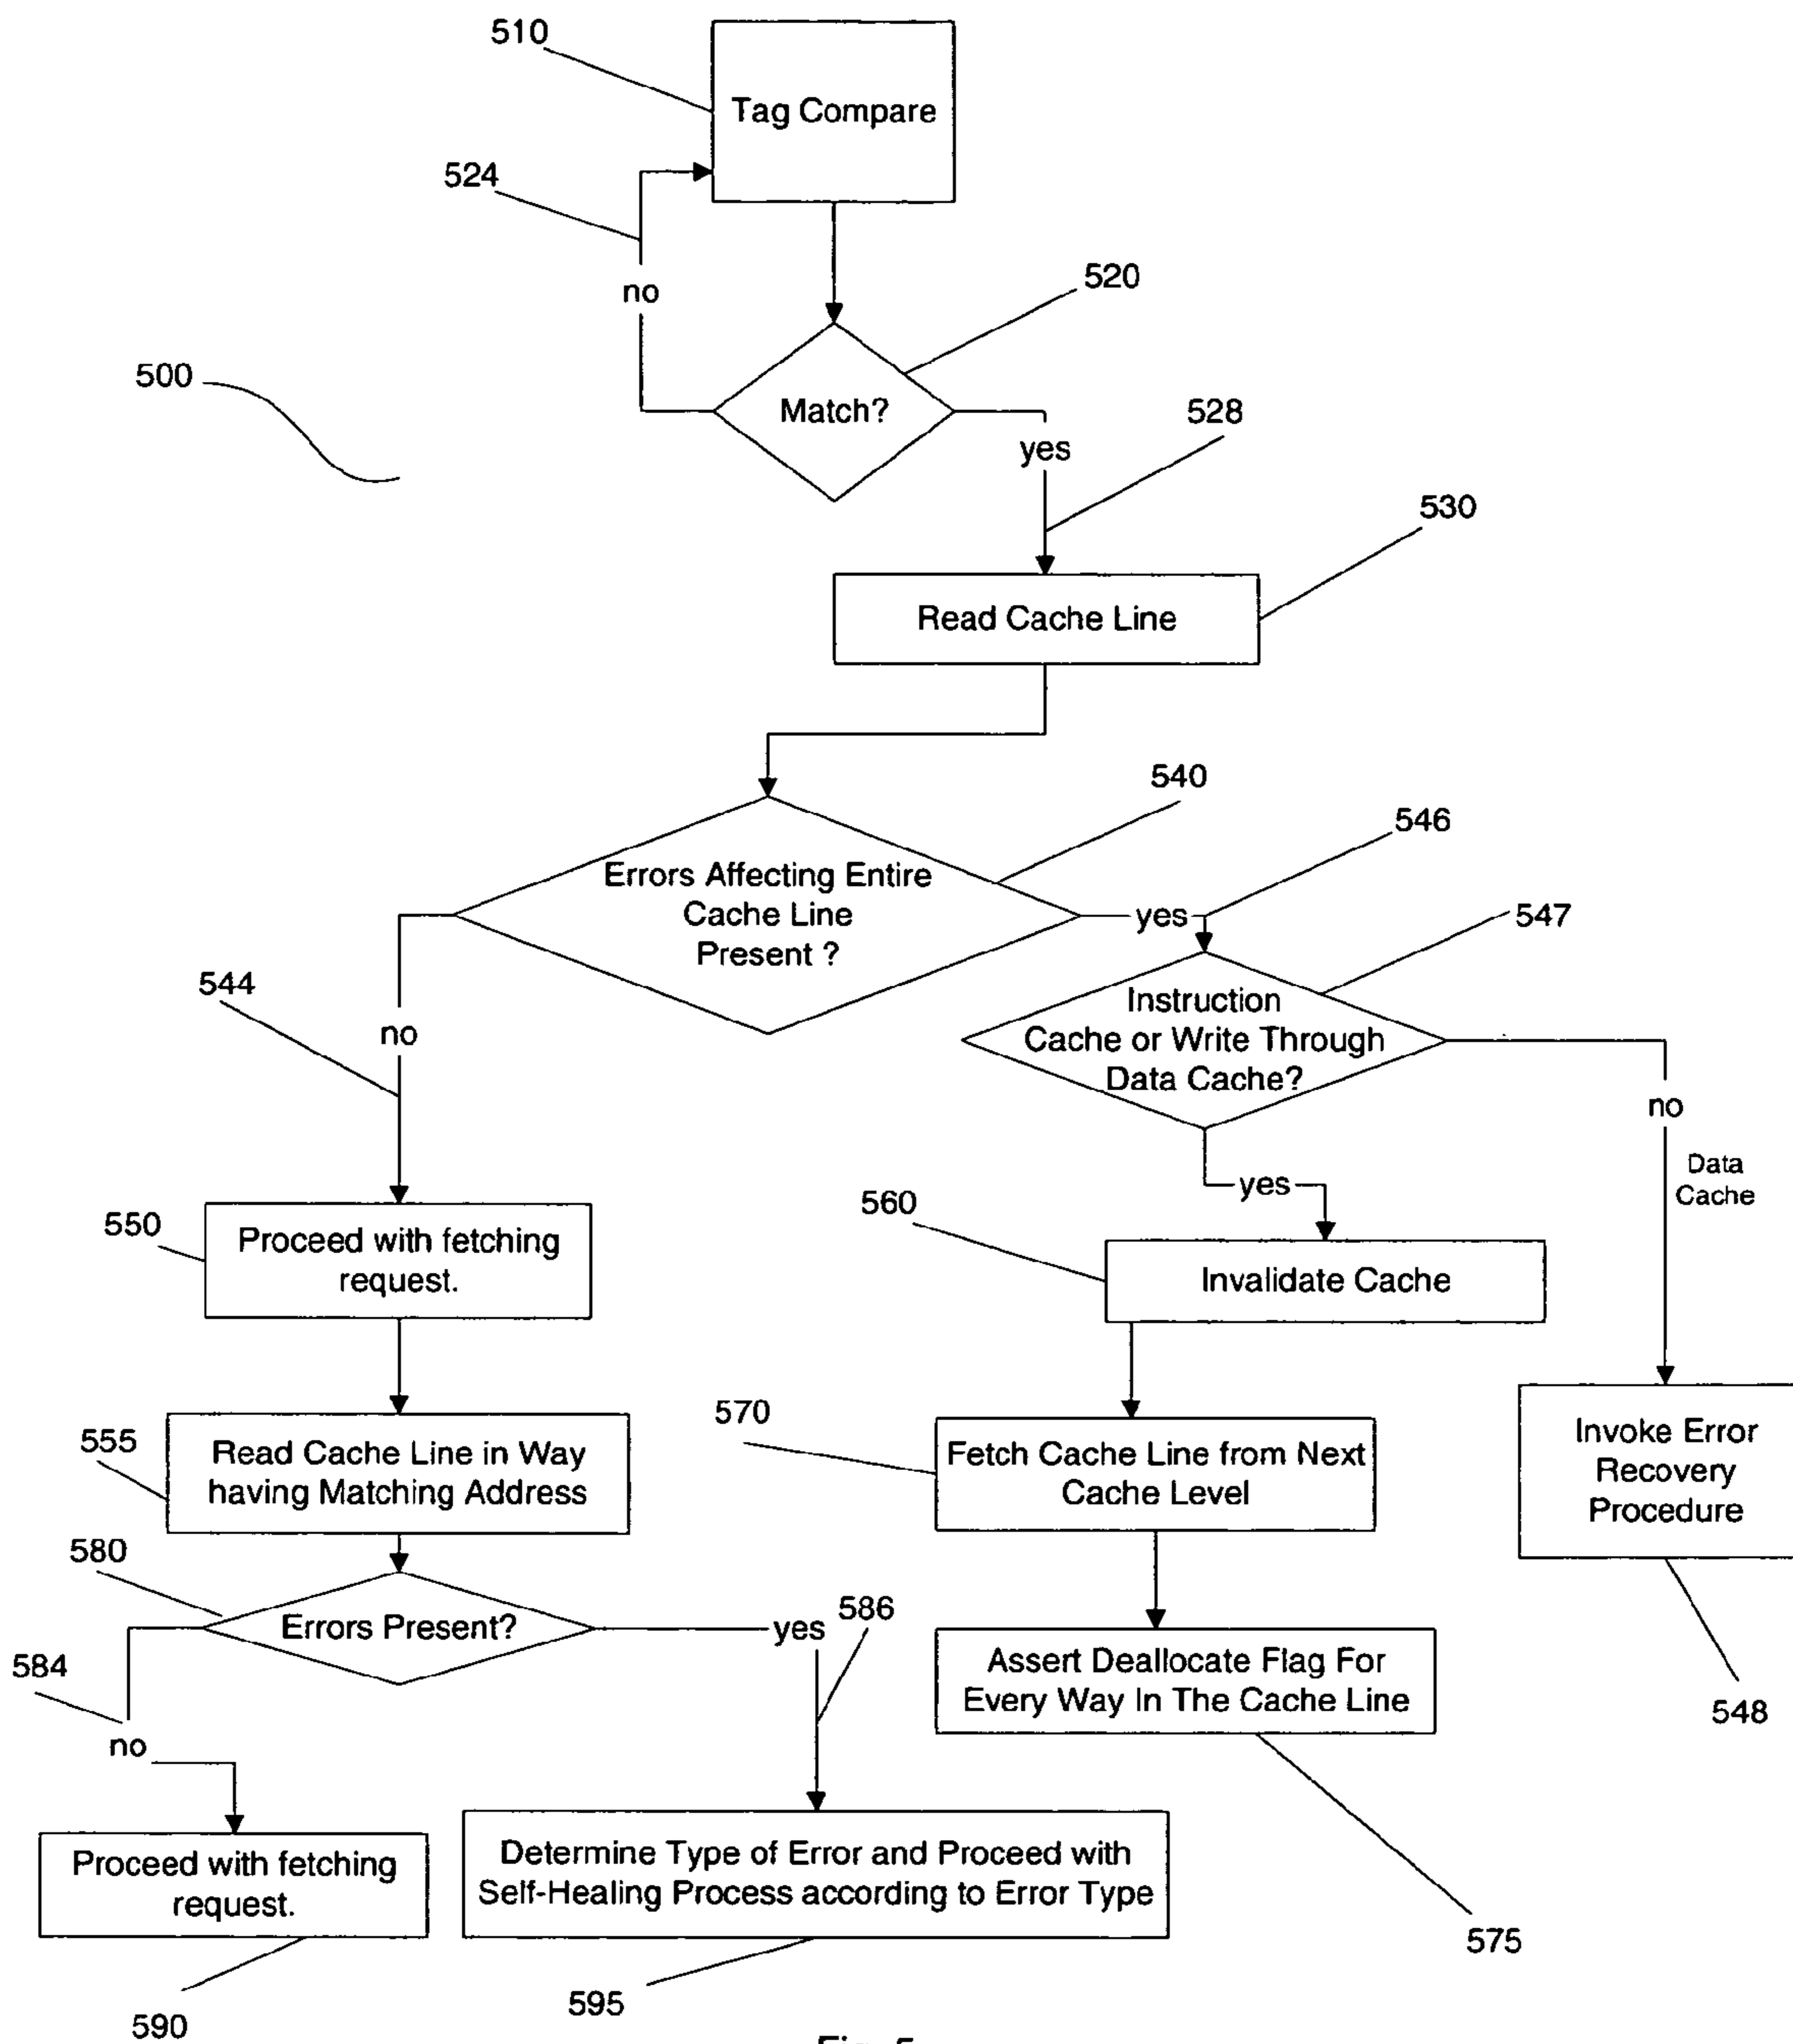 510
Tag Compare
524
no
520
500
Match?
528
yes
530
Read Cache Line
540
546
Errors Affecting Entire
Cache Line
Present ?
yes
547
544
no
Instruction
Cache or Write Through
Data Cache?
no
Data
Cache
yes
560
550
Proceed with fetching
request.
Invalidate Cache
570
555
Read Cache Line in Way
having Matching Address
Fetch Cache Line from Next
Cache Level
Invoke Error
Recovery
Procedure
580
Errors Present?
yes
586
584
no
Assert Deallocate Flag For
Every Way In The Cache Line
548
Proceed with fetching
request.
Determine Type of Error and Proceed with
Self-Healing Process according to Error Type
575
595
590
Fig. 5